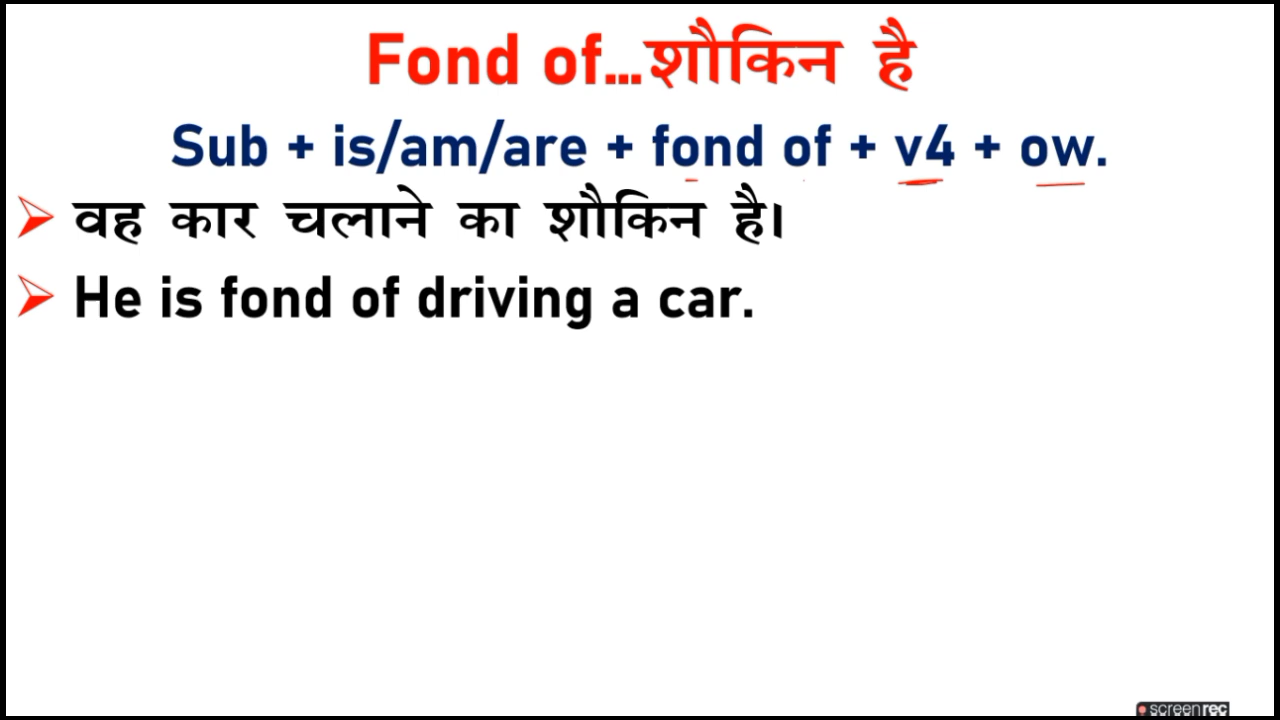 Fond of...शौकिन है
Sub + is/am/are + fond of + v4 + ow.
➢ वह कार चलाने का शौकिन है।
➢ He is fond of driving a car.
screenrec